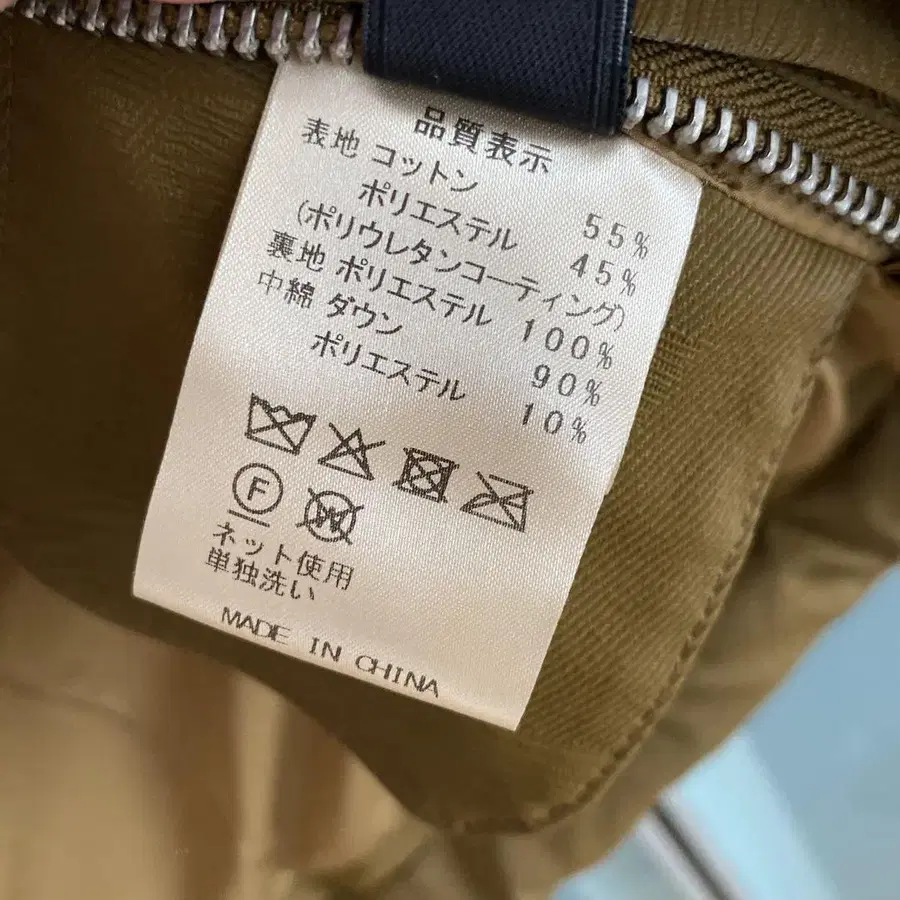 品質表示
表地 コットン 55%
ポリエステル 45%
(ポリウレタンコーティング)
裏地 ポリエステル 100%
中綿 ダウン 90%
ポリエステル 10%
F W
ネット使用
単独洗い
MADE IN CHINA